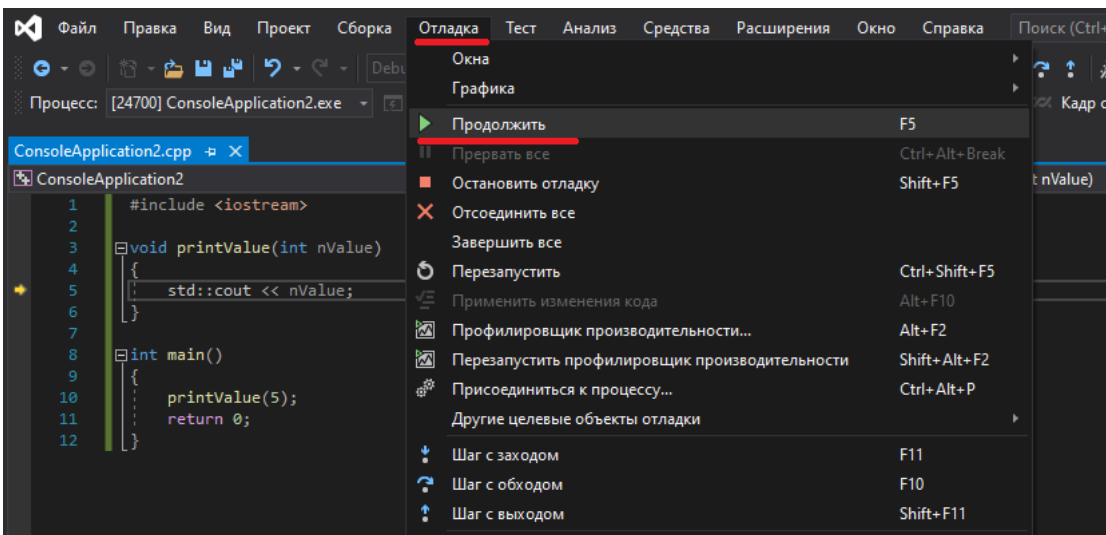 Файл Правка Вид Проект Сборка Отладка Тест Анализ Средства Расширения Окно Справка Поиск (Ctrl+
Debu
Процесс: [24700] ConsoleApplication2.exe
Кадр с
ConsoleApplication2.cpp
ConsoleApplication2
t nValue)
1 #include <iostream>
2
3 void printValue(int nValue)
4 {
5 std::cout << nValue;
6 }
7
8 int main()
9 {
10 printValue(5);
11 return 0;
12 }
Окна
Графика
Продолжить F5
Прервать все Ctrl+Alt+Break
Остановить отладку Shift+F5
Отсоединить все
Завершить все
Перезапустить Ctrl+Shift+F5
Применить изменения кода Alt+F10
Профилировщик производительности... Alt+F2
Перезапустить профилировщик производительности Shift+Alt+F2
Присоединиться к процессу... Ctrl+Alt+P
Другие целевые объекты отладки
Шаг с заходом F11
Шаг с обходом F10
Шаг с выходом Shift+F11